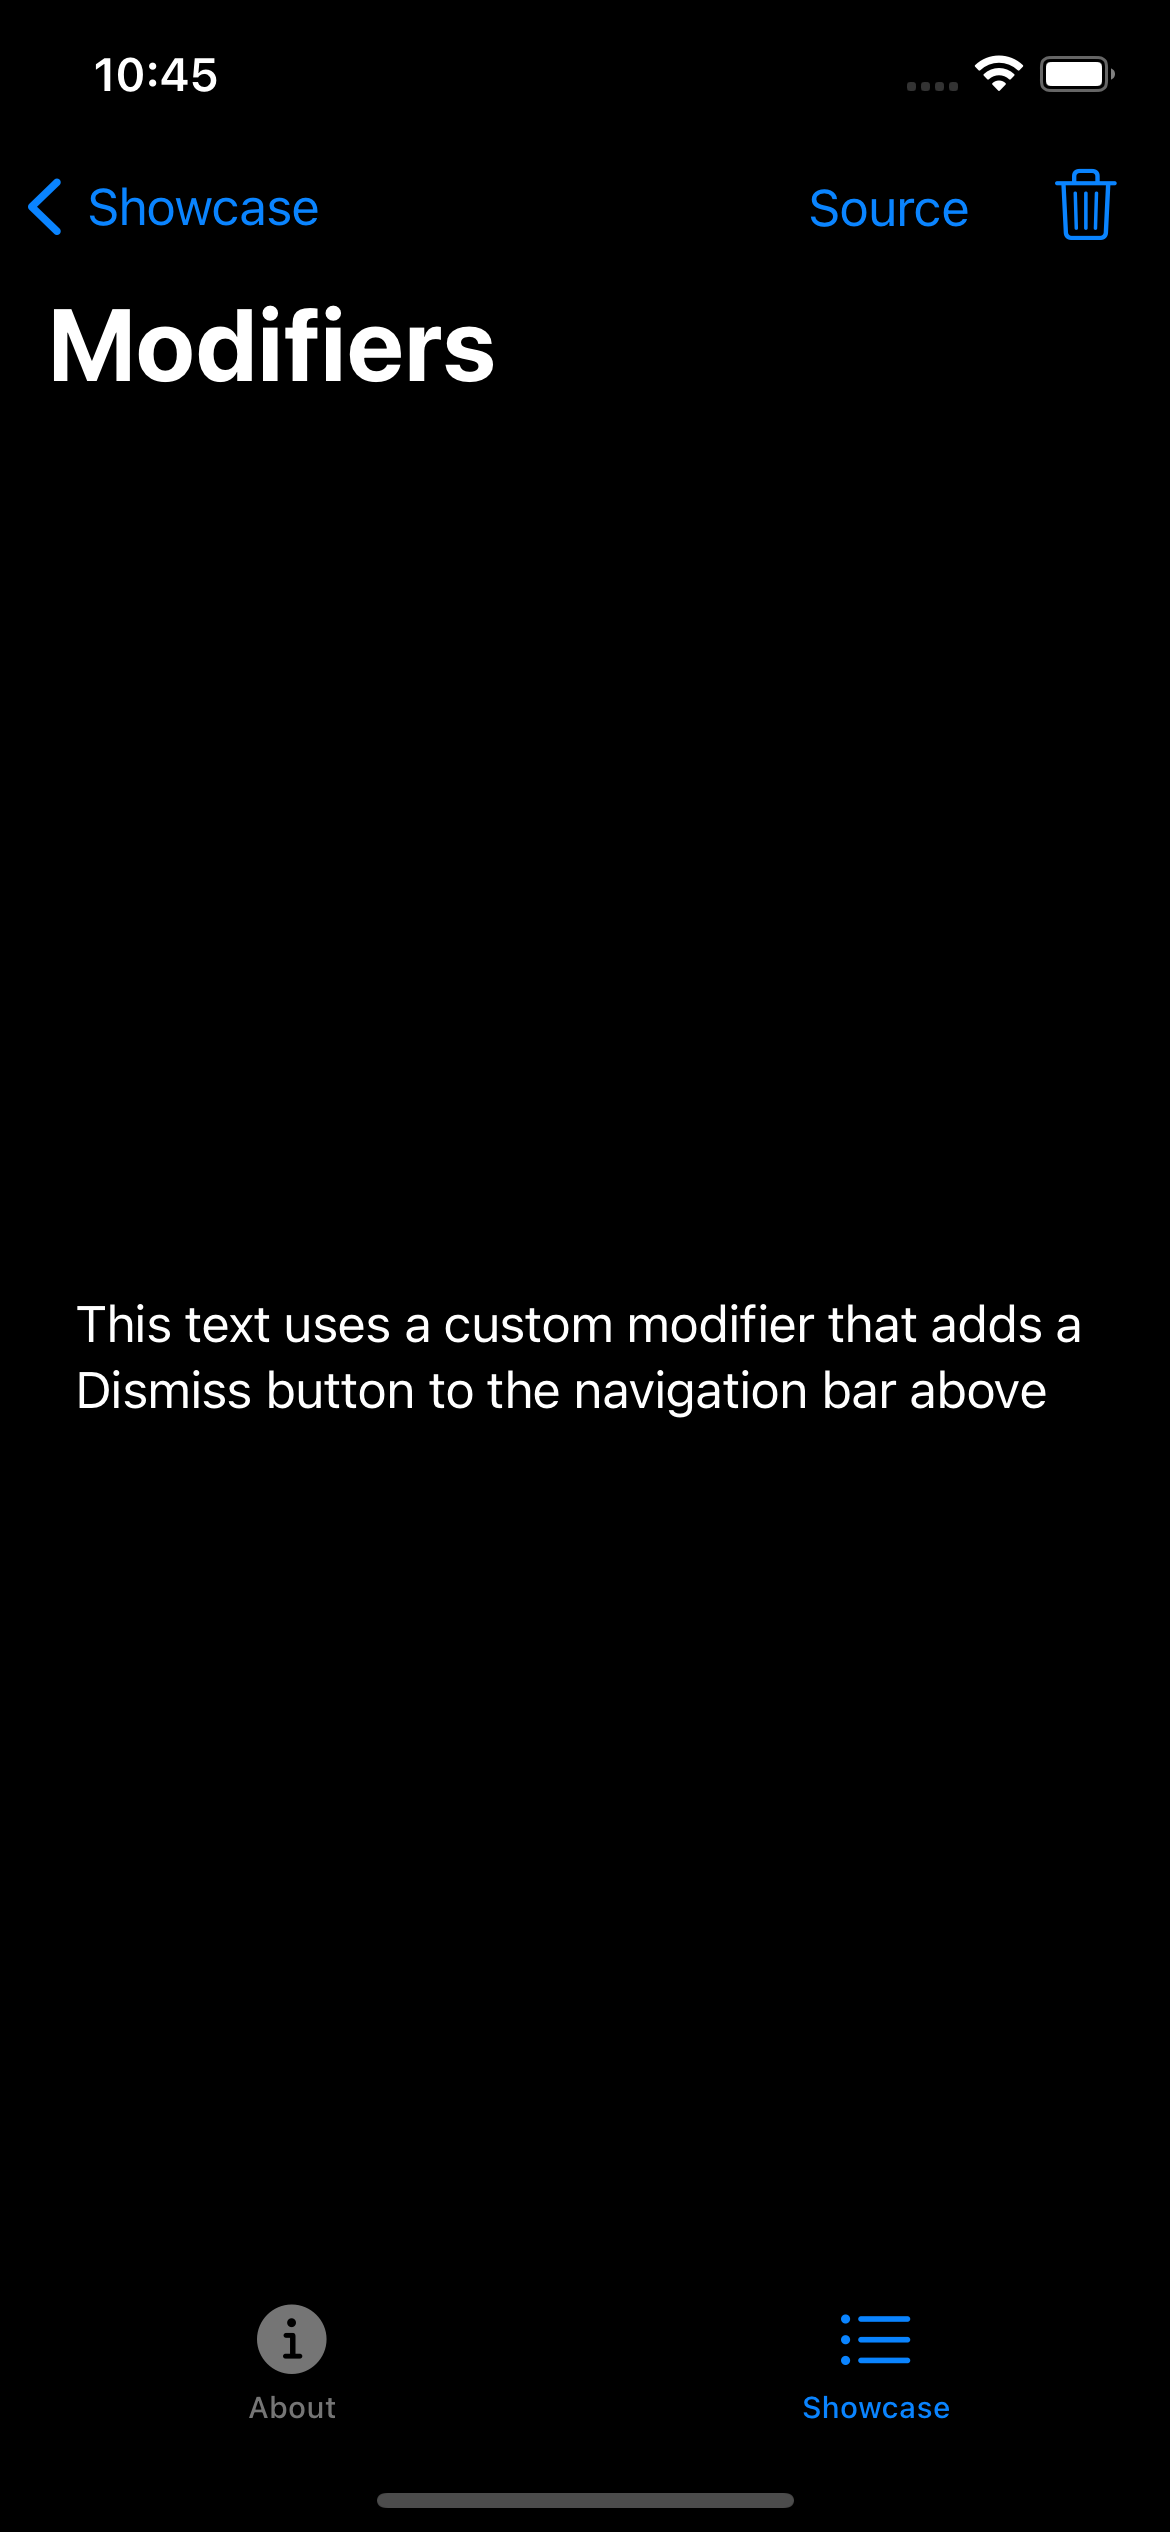 10:45
Showcase
Source
Modifiers
This text uses a custom modifier that adds a
Dismiss button to the navigation bar above
About
Showcase